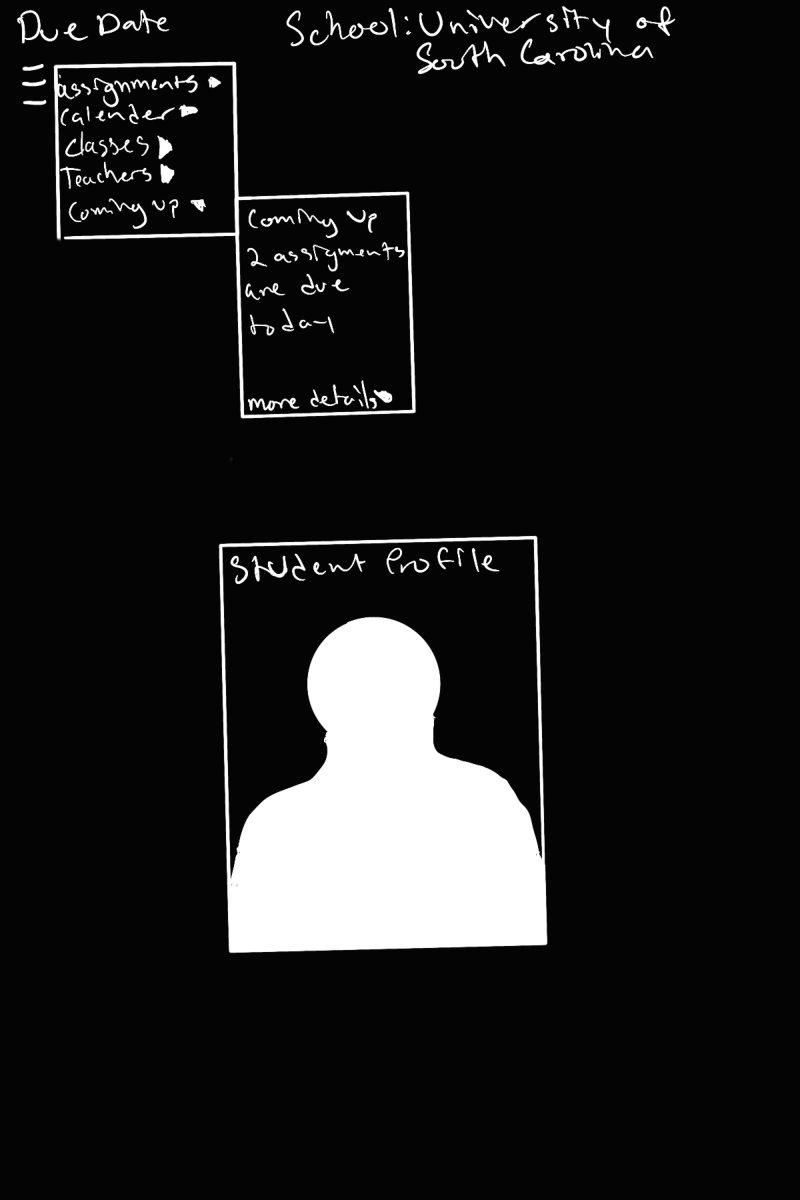 Due Date
School: University of
South Carolina
assignments
Calender
Classes
Teachers
Coming up
Coming up
2 assigments
are due
today
more details
Student Profile